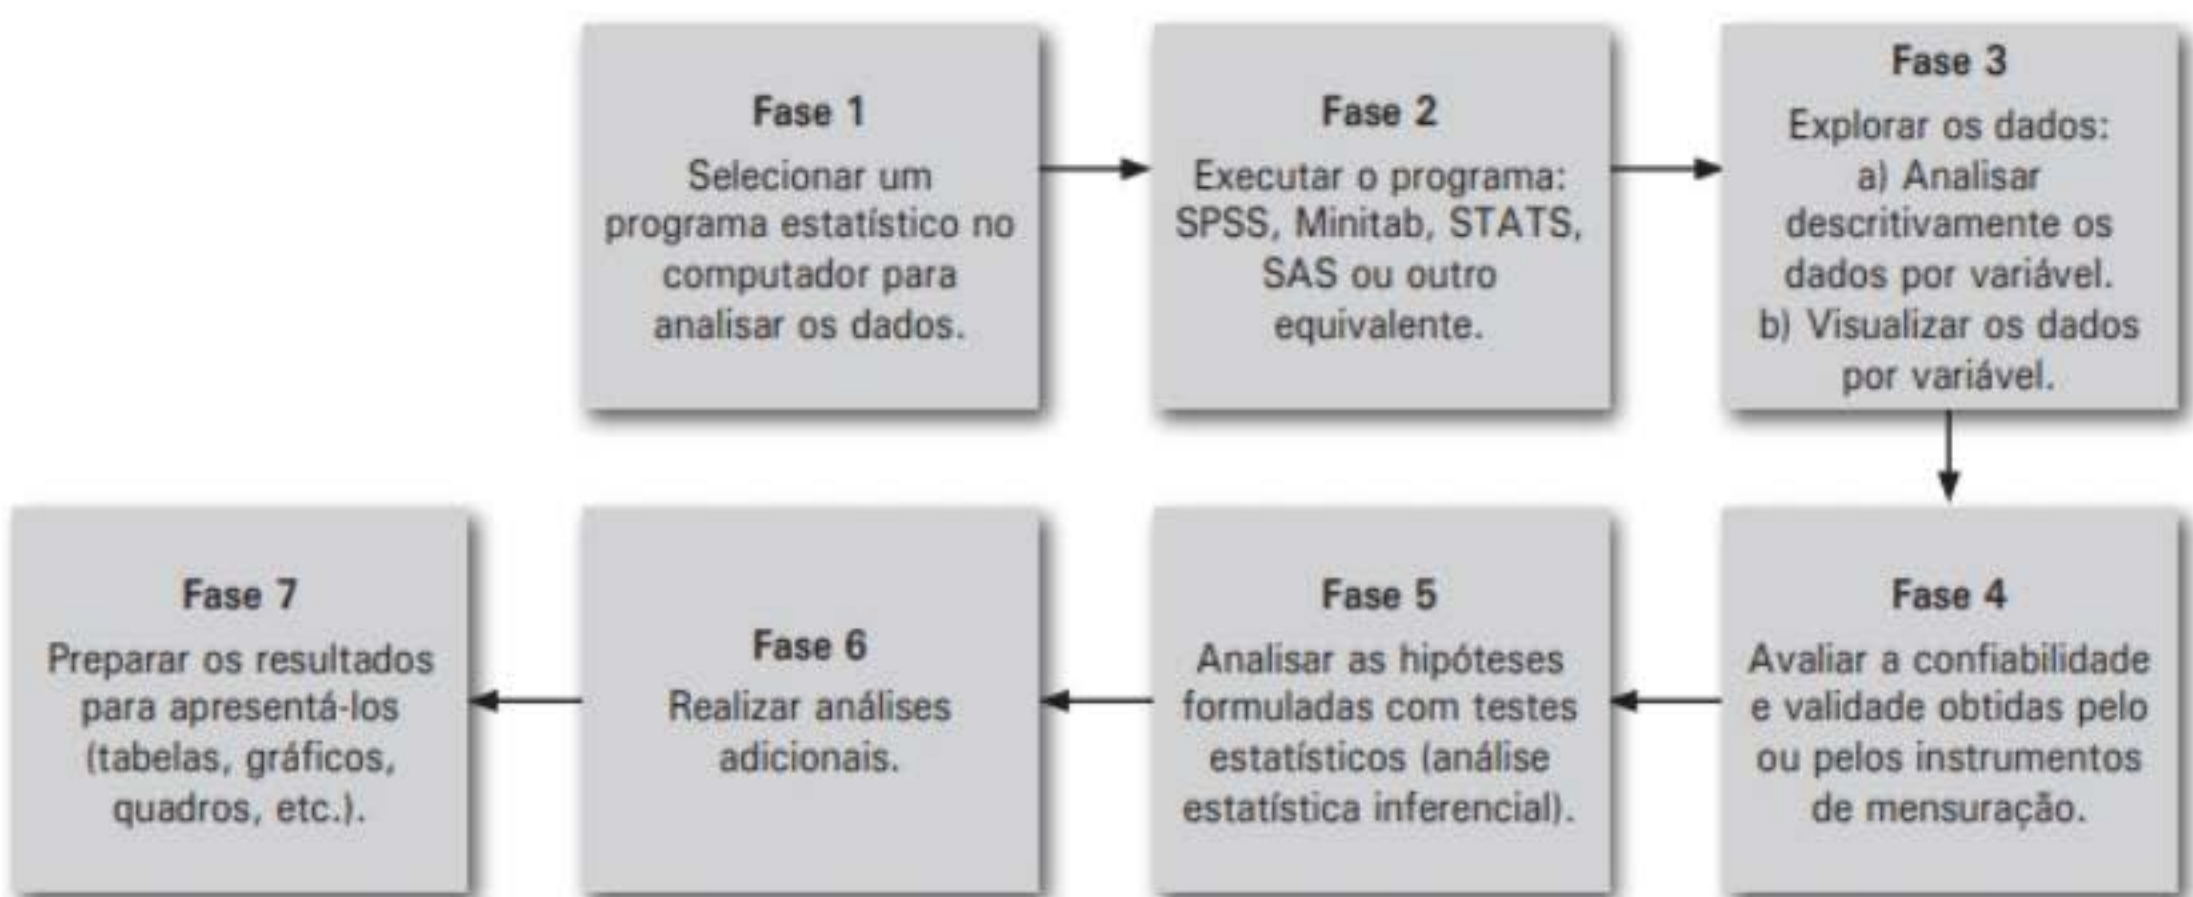 Fase 1
Selecionar um
programa estatístico no
computador para
analisar os dados.
Fase 2
Executar o programa:
SPSS, Minitab, STATS,
SAS ou outro
equivalente.
Fase 3
Explorar os dados:
a) Analisar
descritivamente os
dados por variável.
b) Visualizar os dados
por variável.
Fase 4
Avaliar a confiabilidade
e validade obtidas pelo
ou pelos instrumentos
de mensuração.
Fase 5
Analisar as hipóteses
formuladas com testes
estatísticos (análise
estatística inferencial).
Fase 6
Realizar análises
adicionais.
Fase 7
Preparar os resultados
para apresentá-los
(tabelas, gráficos,
quadros, etc.).